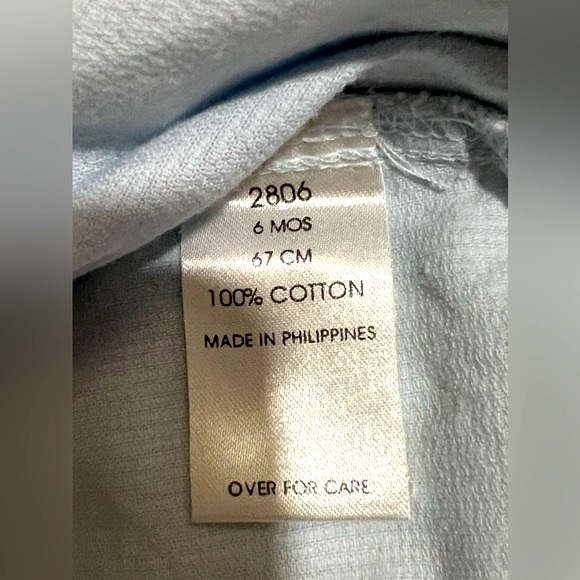 2806
6 MOS
67 CM
100% COTTON
MADE IN PHILIPPINES
OVER FOR CARE